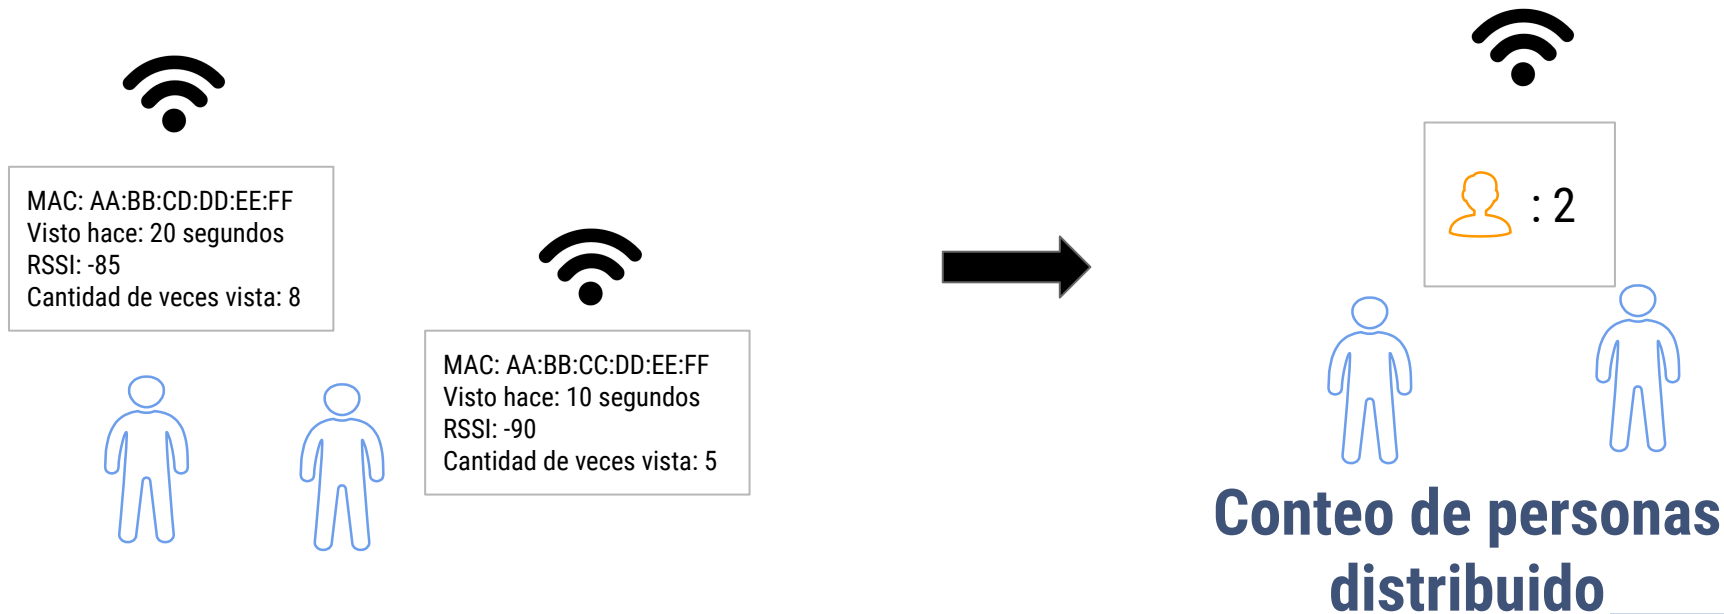 MAC: AA:BB:CD:DD:EE:FF
Visto hace: 20 segundos
RSSI: -85
Cantidad de veces vista: 8
MAC: AA:BB:CC:DD:EE:FF
Visto hace: 10 segundos
RSSI: -90
Cantidad de veces vista: 5
: 2
Conteo de personas
distribuido